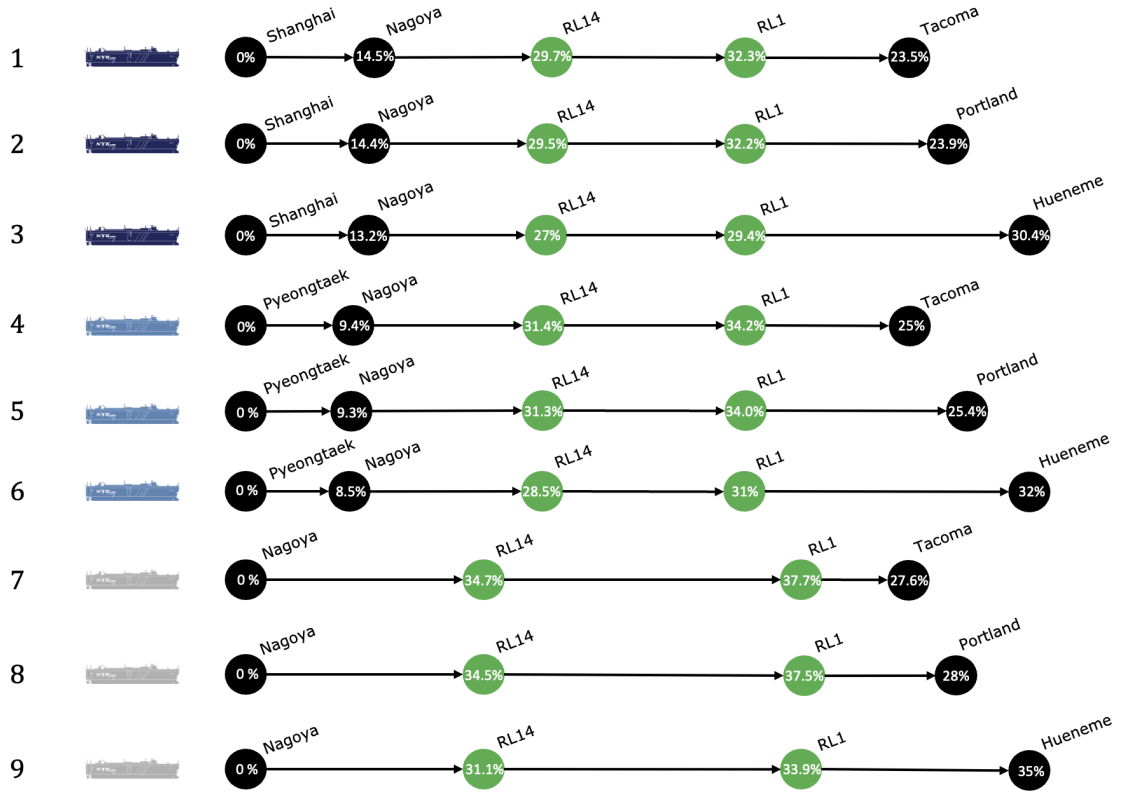 1 Shanghai Nagoya RL14 RL1 Tacoma
0% 14.5% 29.7% 32.3% 23.5%
2 Shanghai Nagoya RL14 RL1 Portland
0% 14.4% 29.5% 32.2% 23.9%
3 Shanghai Nagoya RL14 RL1 Hueneme
0% 13.2% 27% 29.4% 30.4%
4 Pyeongtaek Nagoya RL14 RL1 Tacoma
0% 9.4% 31.4% 34.2% 25%
5 Pyeongtaek Nagoya RL14 RL1 Portland
0 % 9.3% 31.3% 34.0% 25.4%
6 Pyeongtaek Nagoya RL14 RL1 Hueneme
0 % 8.5% 28.5% 31% 32%
7 Nagoya RL14 RL1 Tacoma
0 % 34.7% 37.7% 27.6%
8 Nagoya RL14 RL1 Portland
0 % 34.5% 37.5% 28%
9 Nagoya RL14 RL1 Hueneme
0 % 31.1% 33.9% 35%